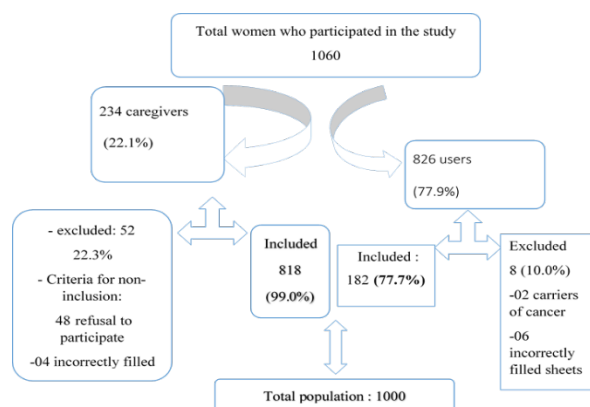 Total women who participated in the study
1060
234 caregivers
(22.1%)
826 users
(77.9%)
- excluded: 52
22.3%
- Criteria for non-
inclusion:
48 refusal to
participate
-04 incorrectly filled
Included
818
(99.0%)
Included :
182 (77.7%)
Excluded
8 (10.0%)
-02 carriers
of cancer
-06
incorrectly
filled sheets
Total population : 1000